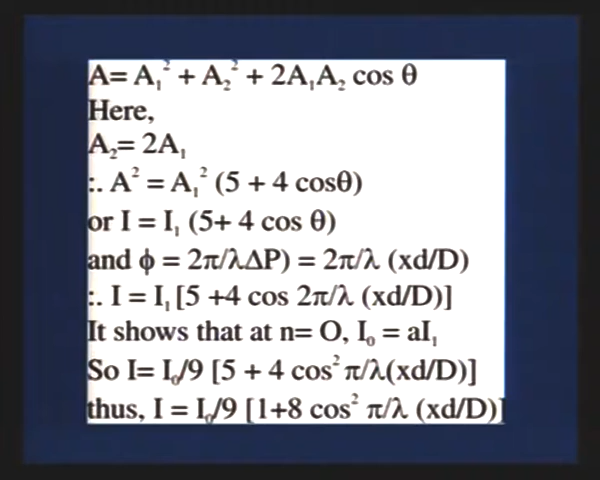 A= A₁² + A₂² + 2A₁A₂ cos θ
Here,
A₂= 2A₁
:. A² = A₁² (5 + 4 cosθ)
or I = I₁ (5+ 4 cos θ)
and ϕ = 2π/λΔP) = 2π/λ (xd/D)
:. I = I₁ [5 +4 cos 2π/λ (xd/D)]
It shows that at n= O, I₀ = aI₁
So I= I₀/9 [5 + 4 cos² π/λ(xd/D)]
thus, I = I₀/9 [1+8 cos² π/λ (xd/D)]